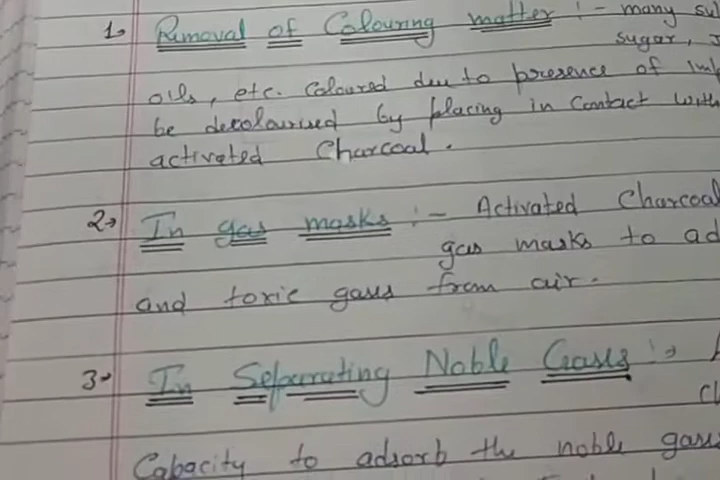 1. Removal of Colouring matter :- many
sugar,
oils, etc. Coloured due to presence of
be decolourised by placing in Contact with
activated Charcoal.
2. In gas masks :- Activated Charcoal
gas masks to ad
and toxic gases from air.
3. In Separating Noble Gases :-
Capacity to adsorb the noble gases